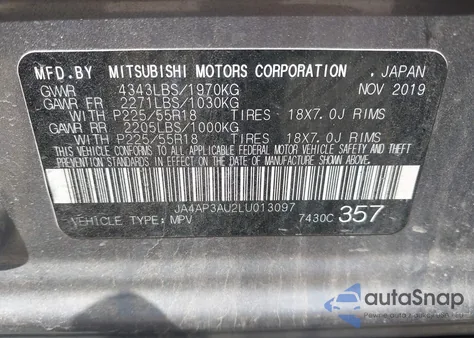 MFD.BY MITSUBISHI MOTORS CORPORATION , JAPAN
GVWR 4343LBS/1970KG NOV 2019
GAWR FR 2271LBS/1030KG
W/ P225/55R18 TIRES 18X7.0J RIMS
GAWR RR 2205LBS/1000KG
W/ P225/55R18 TIRES 18X7.0J RIMS
THIS VEHICLE CONFORMS TO ALL APPLICABLE U.S. FEDERAL MOTOR VEHICLE SAFETY AND THEFT
PREVENTION STANDARDS IN EFFECT ON THE DATE OF MANUFACTURE SHOWN ABOVE.
JA4AP3AU2LU013097
VEHICLE TYPE: MPV 7430C 357
autoSnap